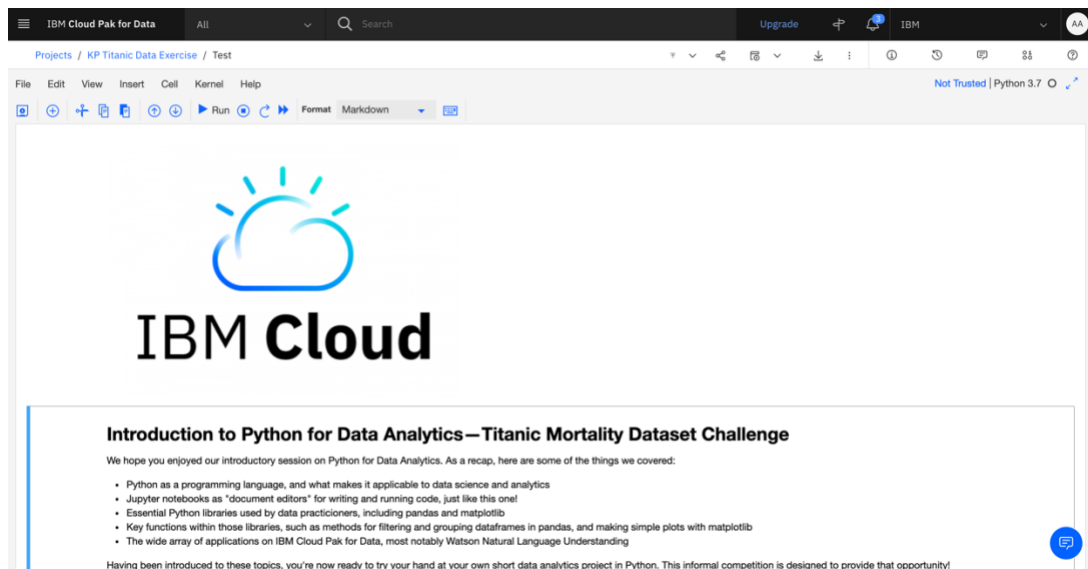 IBM Cloud Pak for Data
All
Search
Upgrade
3
IBM
AA
Projects / KP Titanic Data Exercise / Test
File Edit View Insert Cell Kernel Help
Not Trusted | Python 3.7
Run
Format
Markdown
IBM Cloud
Introduction to Python for Data Analytics—Titanic Mortality Dataset Challenge
We hope you enjoyed our introductory session on Python for Data Analytics. As a recap, here are some of the things we covered:
• Python as a programming language, and what makes it applicable to data science and analytics
• Jupyter notebooks as "document editors" for writing and running code, just like this one!
• Essential Python libraries used by data practicioners, including pandas and matplotlib
• Key functions within those libraries, such as methods for filtering and grouping dataframes in pandas, and making simple plots with matplotlib
• The wide array of applications on IBM Cloud Pak for Data, most notably Watson Natural Language Understanding
Having been introduced to these topics, you're now ready to try your hand at your own short data analytics project in Python. This informal competition is designed to provide that opportunity!